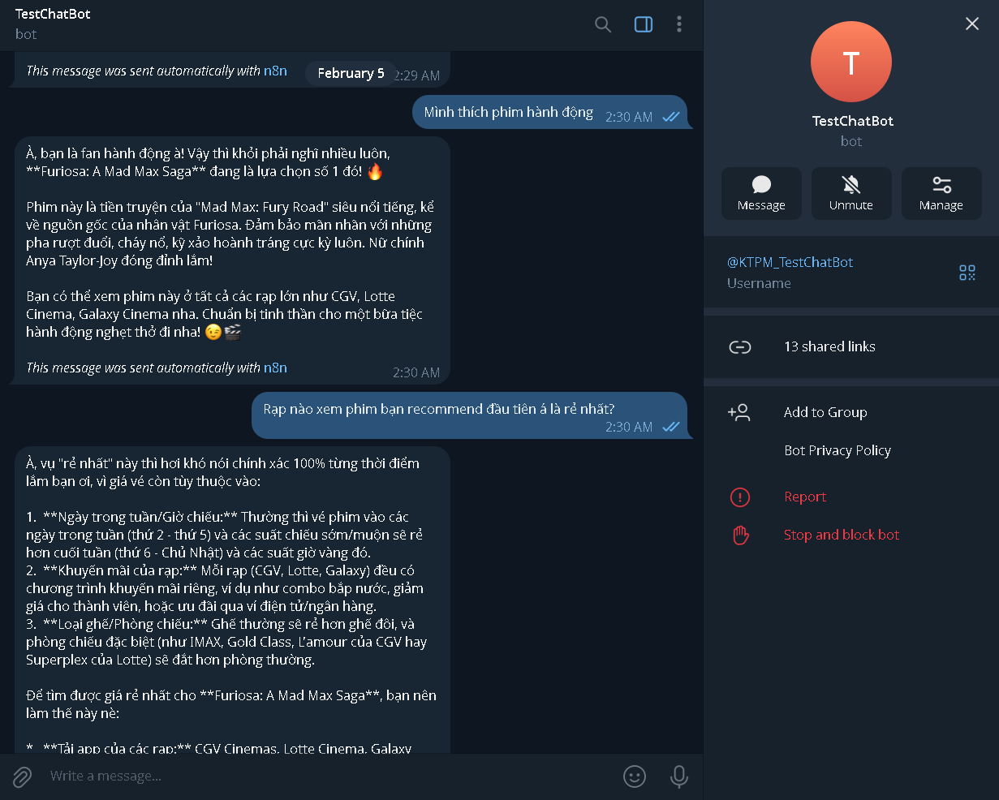 TestChatBot
bot
This message was sent automatically with n8n
February 5
2:29 AM
Mình thích phim hành động
2:30 AM
À, bạn là fan hành động à! Vậy thì khỏi phải nghĩ nhiều luôn,
**Furiosa: A Mad Max Saga** đang là lựa chọn số 1 đó! 🔥
Phim này là tiền truyện của "Mad Max: Fury Road" siêu nổi tiếng, kể
về nguồn gốc của nhân vật Furiosa. Đảm bảo mãn nhãn với những
pha rượt đuổi, cháy nổ, kỹ xảo hoành tráng cực kỳ luôn. Nữ chính
Anya Taylor-Joy đóng đỉnh lắm!
Bạn có thể xem phim này ở tất cả các rạp lớn như CGV, Lotte
Cinema, Galaxy Cinema nha. Chuẩn bị tinh thần cho một bữa tiệc
hành động nghẹt thở đi nha! 😉🎬
This message was sent automatically with n8n
2:30 AM
Rạp nào xem phim bạn recommend đầu tiên á là rẻ nhất?
2:30 AM
À, vụ "rẻ nhất" này thì hơi khó nói chính xác 100% từng thời điểm
lắm bạn ơi, vì giá vé còn tùy thuộc vào:
1. **Ngày trong tuần/Giờ chiếu:** Thường thì vé phim vào các
ngày trong tuần (thứ 2 - thứ 5) và các suất chiếu sớm/muộn sẽ rẻ
hơn cuối tuần (thứ 6 - Chủ Nhật) và các suất giờ vàng đó.
2. **Khuyến mãi của rạp:** Mỗi rạp (CGV, Lotte, Galaxy) đều có
chương trình khuyến mãi riêng, ví dụ như combo bắp nước, giảm
giá cho thành viên, hoặc ưu đãi qua ví điện tử/ngân hàng.
3. **Loại ghế/Phòng chiếu:** Ghế thường sẽ rẻ hơn ghế đôi, và
phòng chiếu đặc biệt (như IMAX, Gold Class, L'amour của CGV hay
Superplex của Lotte) sẽ đắt hơn phòng thường.
Để tìm được giá rẻ nhất cho **Furiosa: A Mad Max Saga**, bạn nên
làm thế này nè:
* **Tải app của các rạp:** CGV Cinemas, Lotte Cinema, Galaxy
Write a message...
T
TestChatBot
bot
Message
Unmute
Manage
@KTPM_TestChatBot
Username
13 shared links
Add to Group
Bot Privacy Policy
Report
Stop and block bot